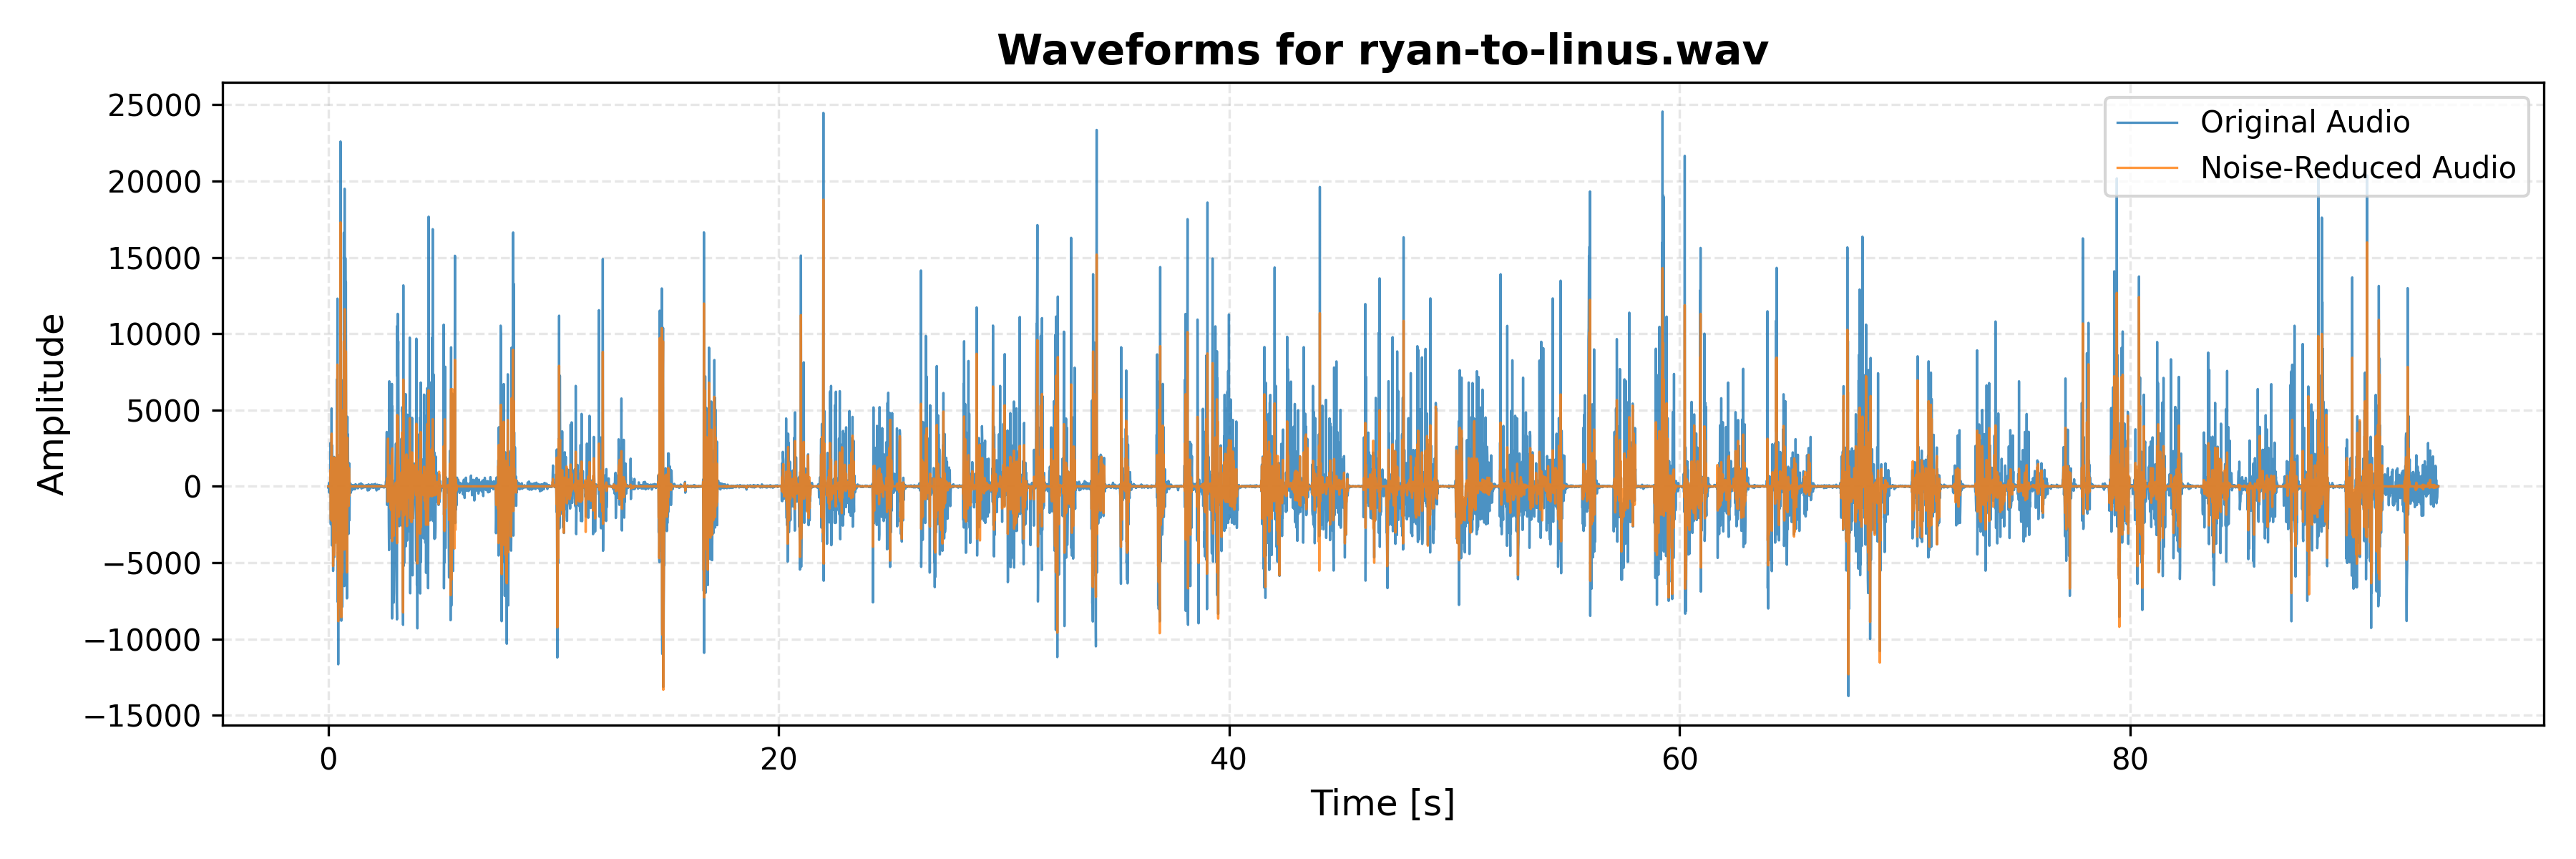 Waveforms for ryan-to-linus.wav
Original Audio
Noise-Reduced Audio
Amplitude
25000
20000
15000
10000
5000
0
−5000
−10000
−15000
0 20 40 60 80
Time [s]